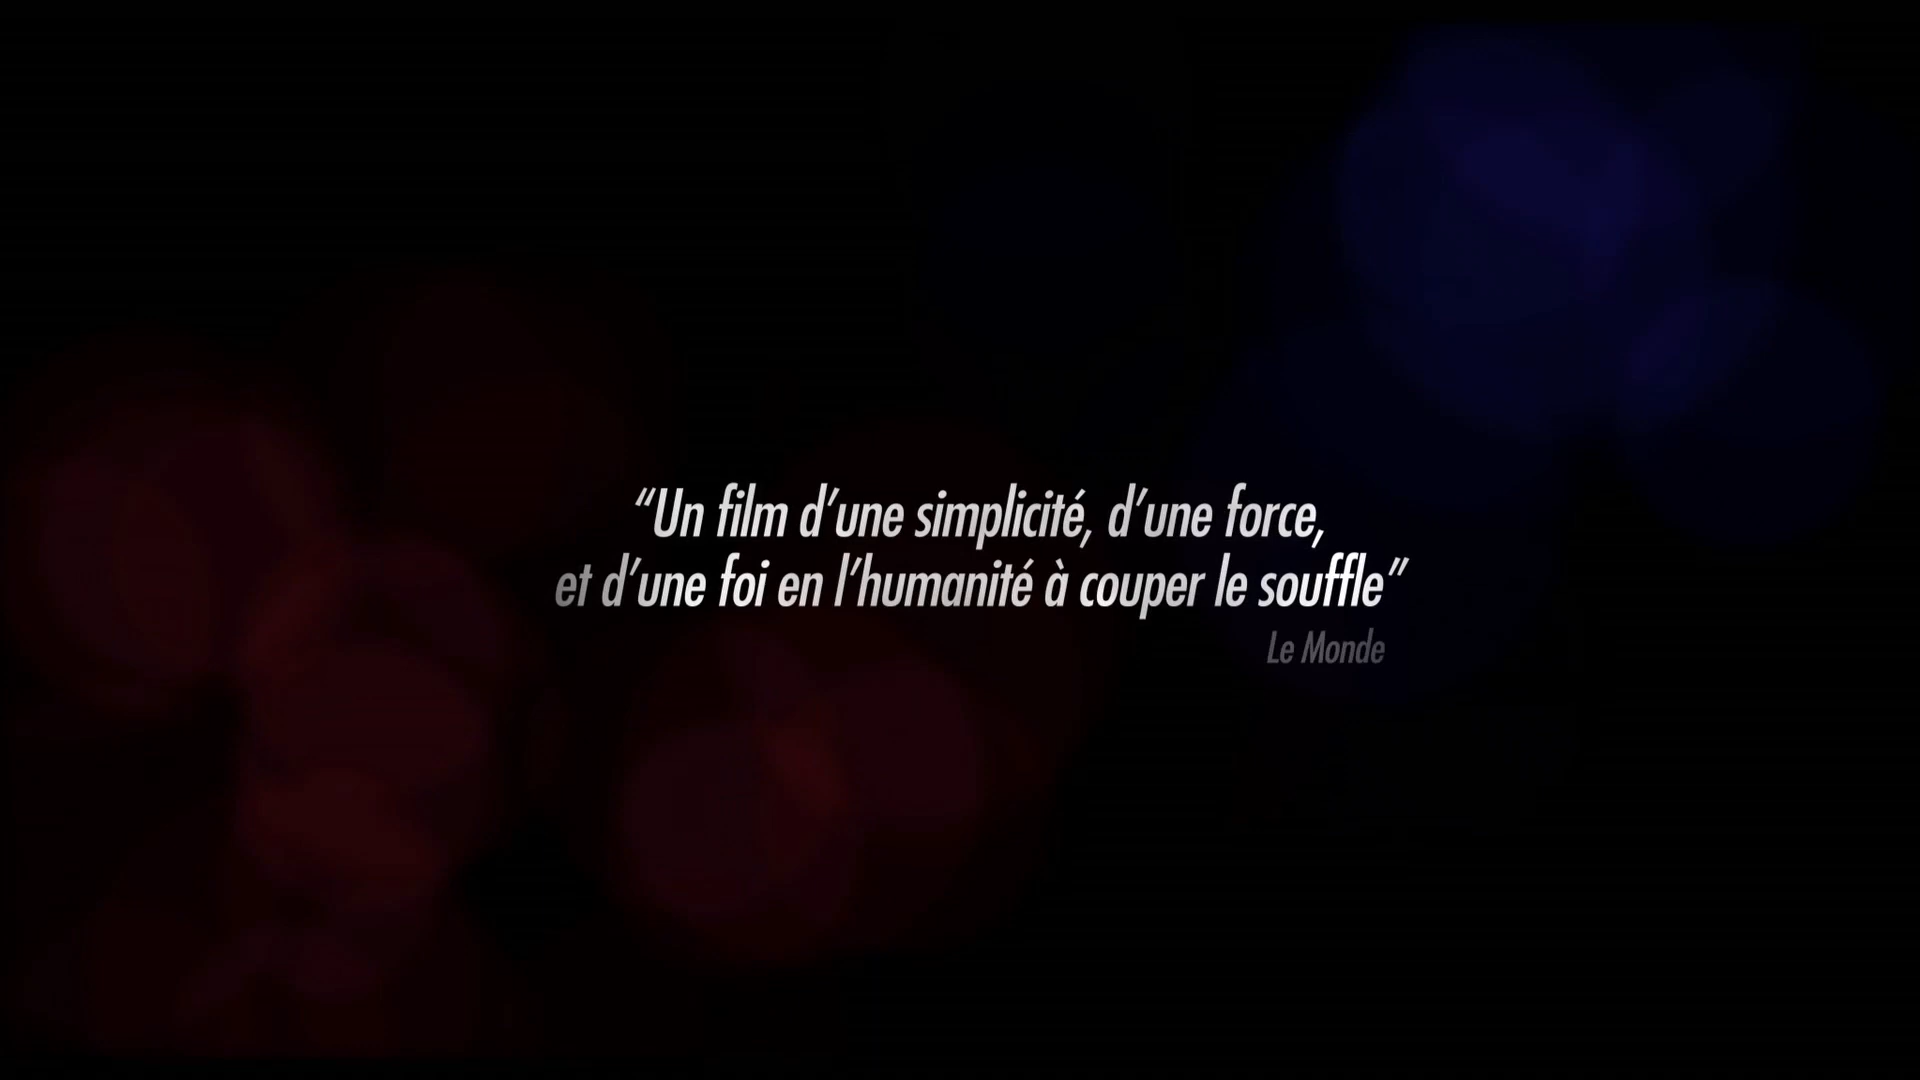 “Un film d’une simplicité, d’une force,
et d’une foi en l’humanité à couper le souffle”
Le Monde